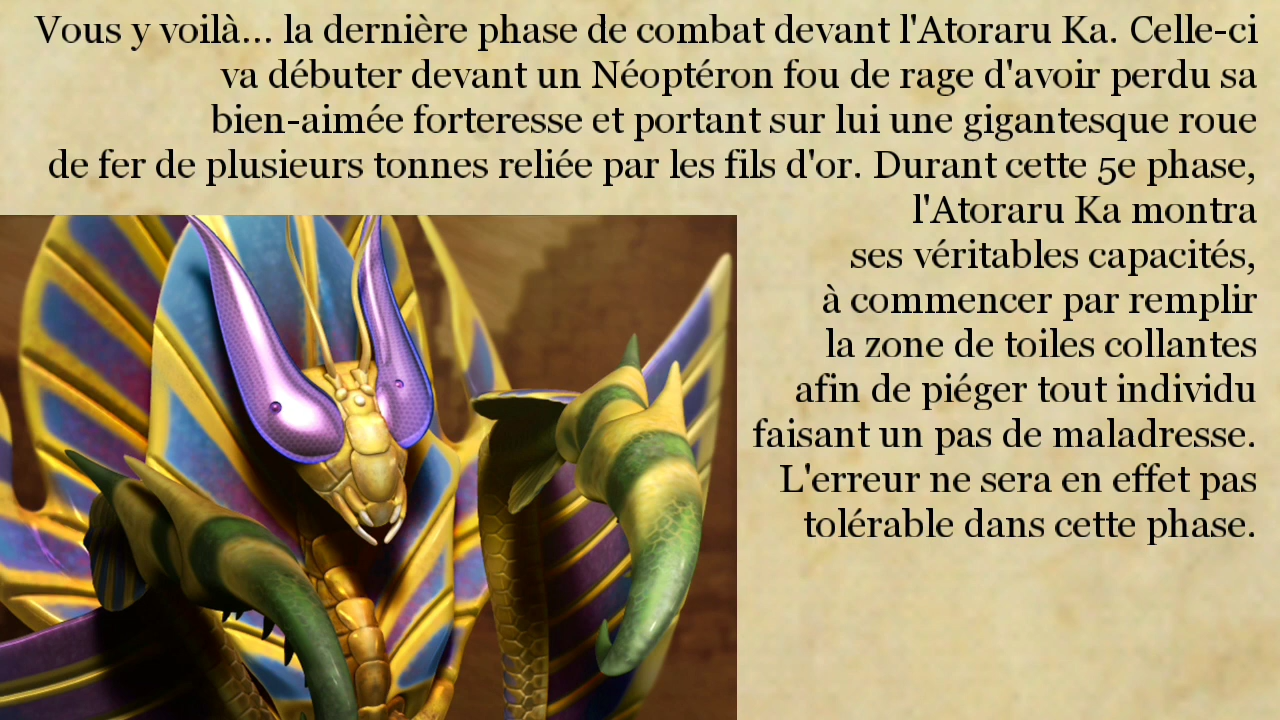 Vous y voilà... la dernière phase de combat devant l'Atoraru Ka. Celle-ci
va débuter devant un Néoptéron fou de rage d'avoir perdu sa
bien-aimée forteresse et portant sur lui une gigantesque roue
de fer de plusieurs tonnes reliée par les fils d'or. Durant cette 5e phase,
l'Atoraru Ka montra
ses véritables capacités,
à commencer par remplir
la zone de toiles collantes
afin de piéger tout individu
faisant un pas de maladresse.
L'erreur ne sera en effet pas
tolérable dans cette phase.